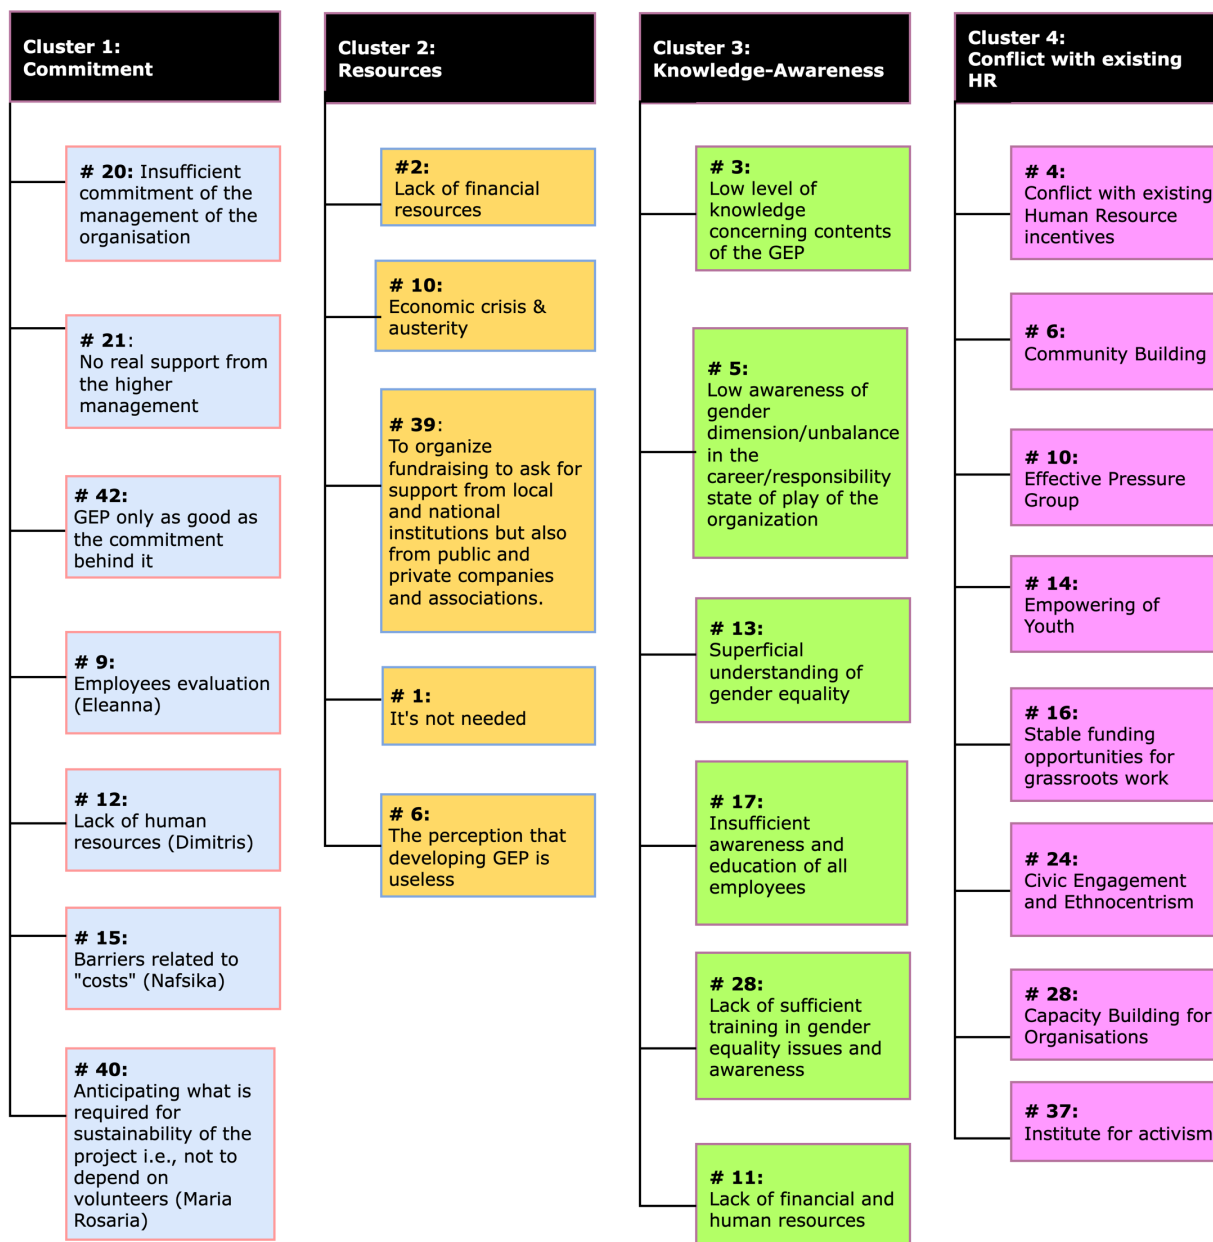 Cluster 1:
Commitment
# 20: Insufficient
commitment of the
management of the
organisation
# 21:
No real support from
the higher
management
# 42:
GEP only as good as
the commitment
behind it
# 9:
Employees evaluation
(Eleanna)
# 12:
Lack of human
resources (Dimitris)
# 15:
Barriers related to
"costs" (Nafsika)
# 40:
Anticipating what is
required for
sustainability of the
project i.e., not to
depend on
volunteers (Maria
Rosaria)
Cluster 2:
Resources
#2:
Lack of financial
resources
# 10:
Economic crisis &
austerity
# 39:
To organize
fundraising to ask for
support from local
and national
institutions but also
from public and
private companies
and associations.
# 1:
It's not needed
# 6:
The perception that
developing GEP is
useless
Cluster 3:
Knowledge-Awareness
# 3:
Low level of
knowledge
concerning contents
of the GEP
# 5:
Low awareness of
gender
dimension/unbalance
in the
career/responsibility
state of play of the
organization
# 13:
Superficial
understanding of
gender equality
# 17:
Insufficient
awareness and
education of all
employees
# 28:
Lack of sufficient
training in gender
equality issues and
awareness
# 11:
Lack of financial and
human resources
Cluster 4:
Conflict with existing
HR
# 4:
Conflict with existing
Human Resource
incentives
# 6:
Community Building
# 10:
Effective Pressure
Group
# 14:
Empowering of
Youth
# 16:
Stable funding
opportunities for
grassroots work
# 24:
Civic Engagement
and Ethnocentrism
# 28:
Capacity Building for
Organisations
# 37:
Institute for activism